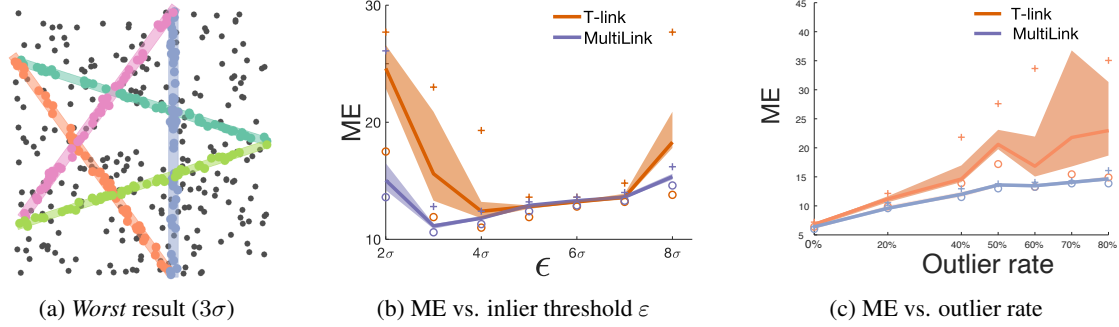 30
20
10
ME
T-link
MultiLink
2σ
4σ
6σ
8σ
ϵ
45
40
35
30
25
20
15
10
5
ME
T-link
MultiLink
0%
20%
40%
50%
60%
70%
80%
Outlier rate
(a) Worst result (3σ)
(b) ME vs. inlier threshold ε
(c) ME vs. outlier rate